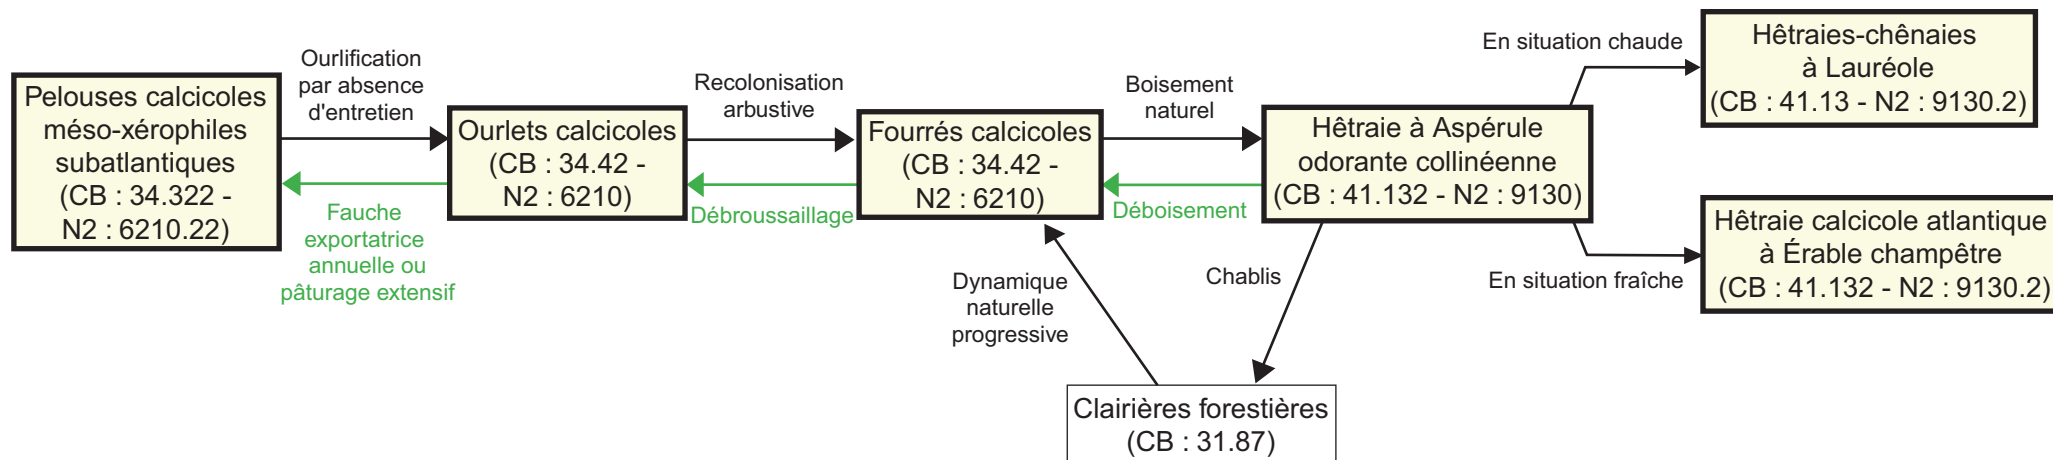 Pelouses calcicoles
méso-xérophiles
subatlantiques
(CB : 34.322 -
N2 : 6210.22)
Ourlification
par absence
d'entretien
Fauche
exportatrice
annuelle ou
pâturage extensif
Ourlets calcicoles
(CB : 34.42 -
N2 : 6210)
Recolonisation
arbustive
Débroussaillage
Fourrés calcicoles
(CB : 34.42 -
N2 : 6210)
Boisement
naturel
Déboisement
Hêtraie à Aspérule
odorante collinéenne
(CB : 41.132 - N2 : 9130)
En situation chaude
Hêtraies-chênaies
à Lauréole
(CB : 41.13 - N2 : 9130.2)
En situation fraîche
Hêtraie calcicole atlantique
à Érable champêtre
(CB : 41.132 - N2 : 9130.2)
Dynamique
naturelle
progressive
Chablis
Clairières forestières
(CB : 31.87)